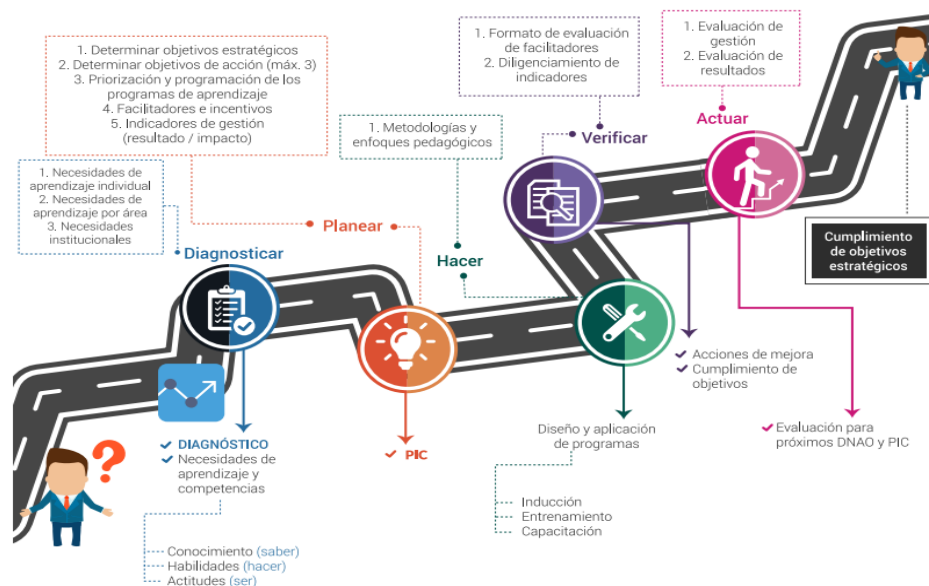 1. Determinar objetivos estratégicos
2. Determinar objetivos de acción (máx. 3)
3. Priorización y programación de los
programas de aprendizaje
4. Facilitadores e incentivos
5. Indicadores de gestión
(resultado / impacto)
1. Formato de evaluación
de facilitadores
2. Diligenciamiento de
indicadores
1. Evaluación de
gestión
2. Evaluación de
resultados
1. Metodologías y
enfoques pedagógicos
Verificar
Actuar
1. Necesidades de
aprendizaje individual
2. Necesidades de
aprendizaje por área
3. Necesidades
institucionales
Planear
Diagnosticar
Hacer
Cumplimiento
de objetivos
estratégicos
Acciones de mejora
Cumplimiento de
objetivos
DIAGNÓSTICO
Necesidades de
aprendizaje y
competencias
PIC
Diseño y aplicación
de programas
Evaluación para
próximos DNAO y PIC
?
Inducción
Entrenamiento
Capacitación
Conocimiento (saber)
Habilidades (hacer)
Actitudes (ser)